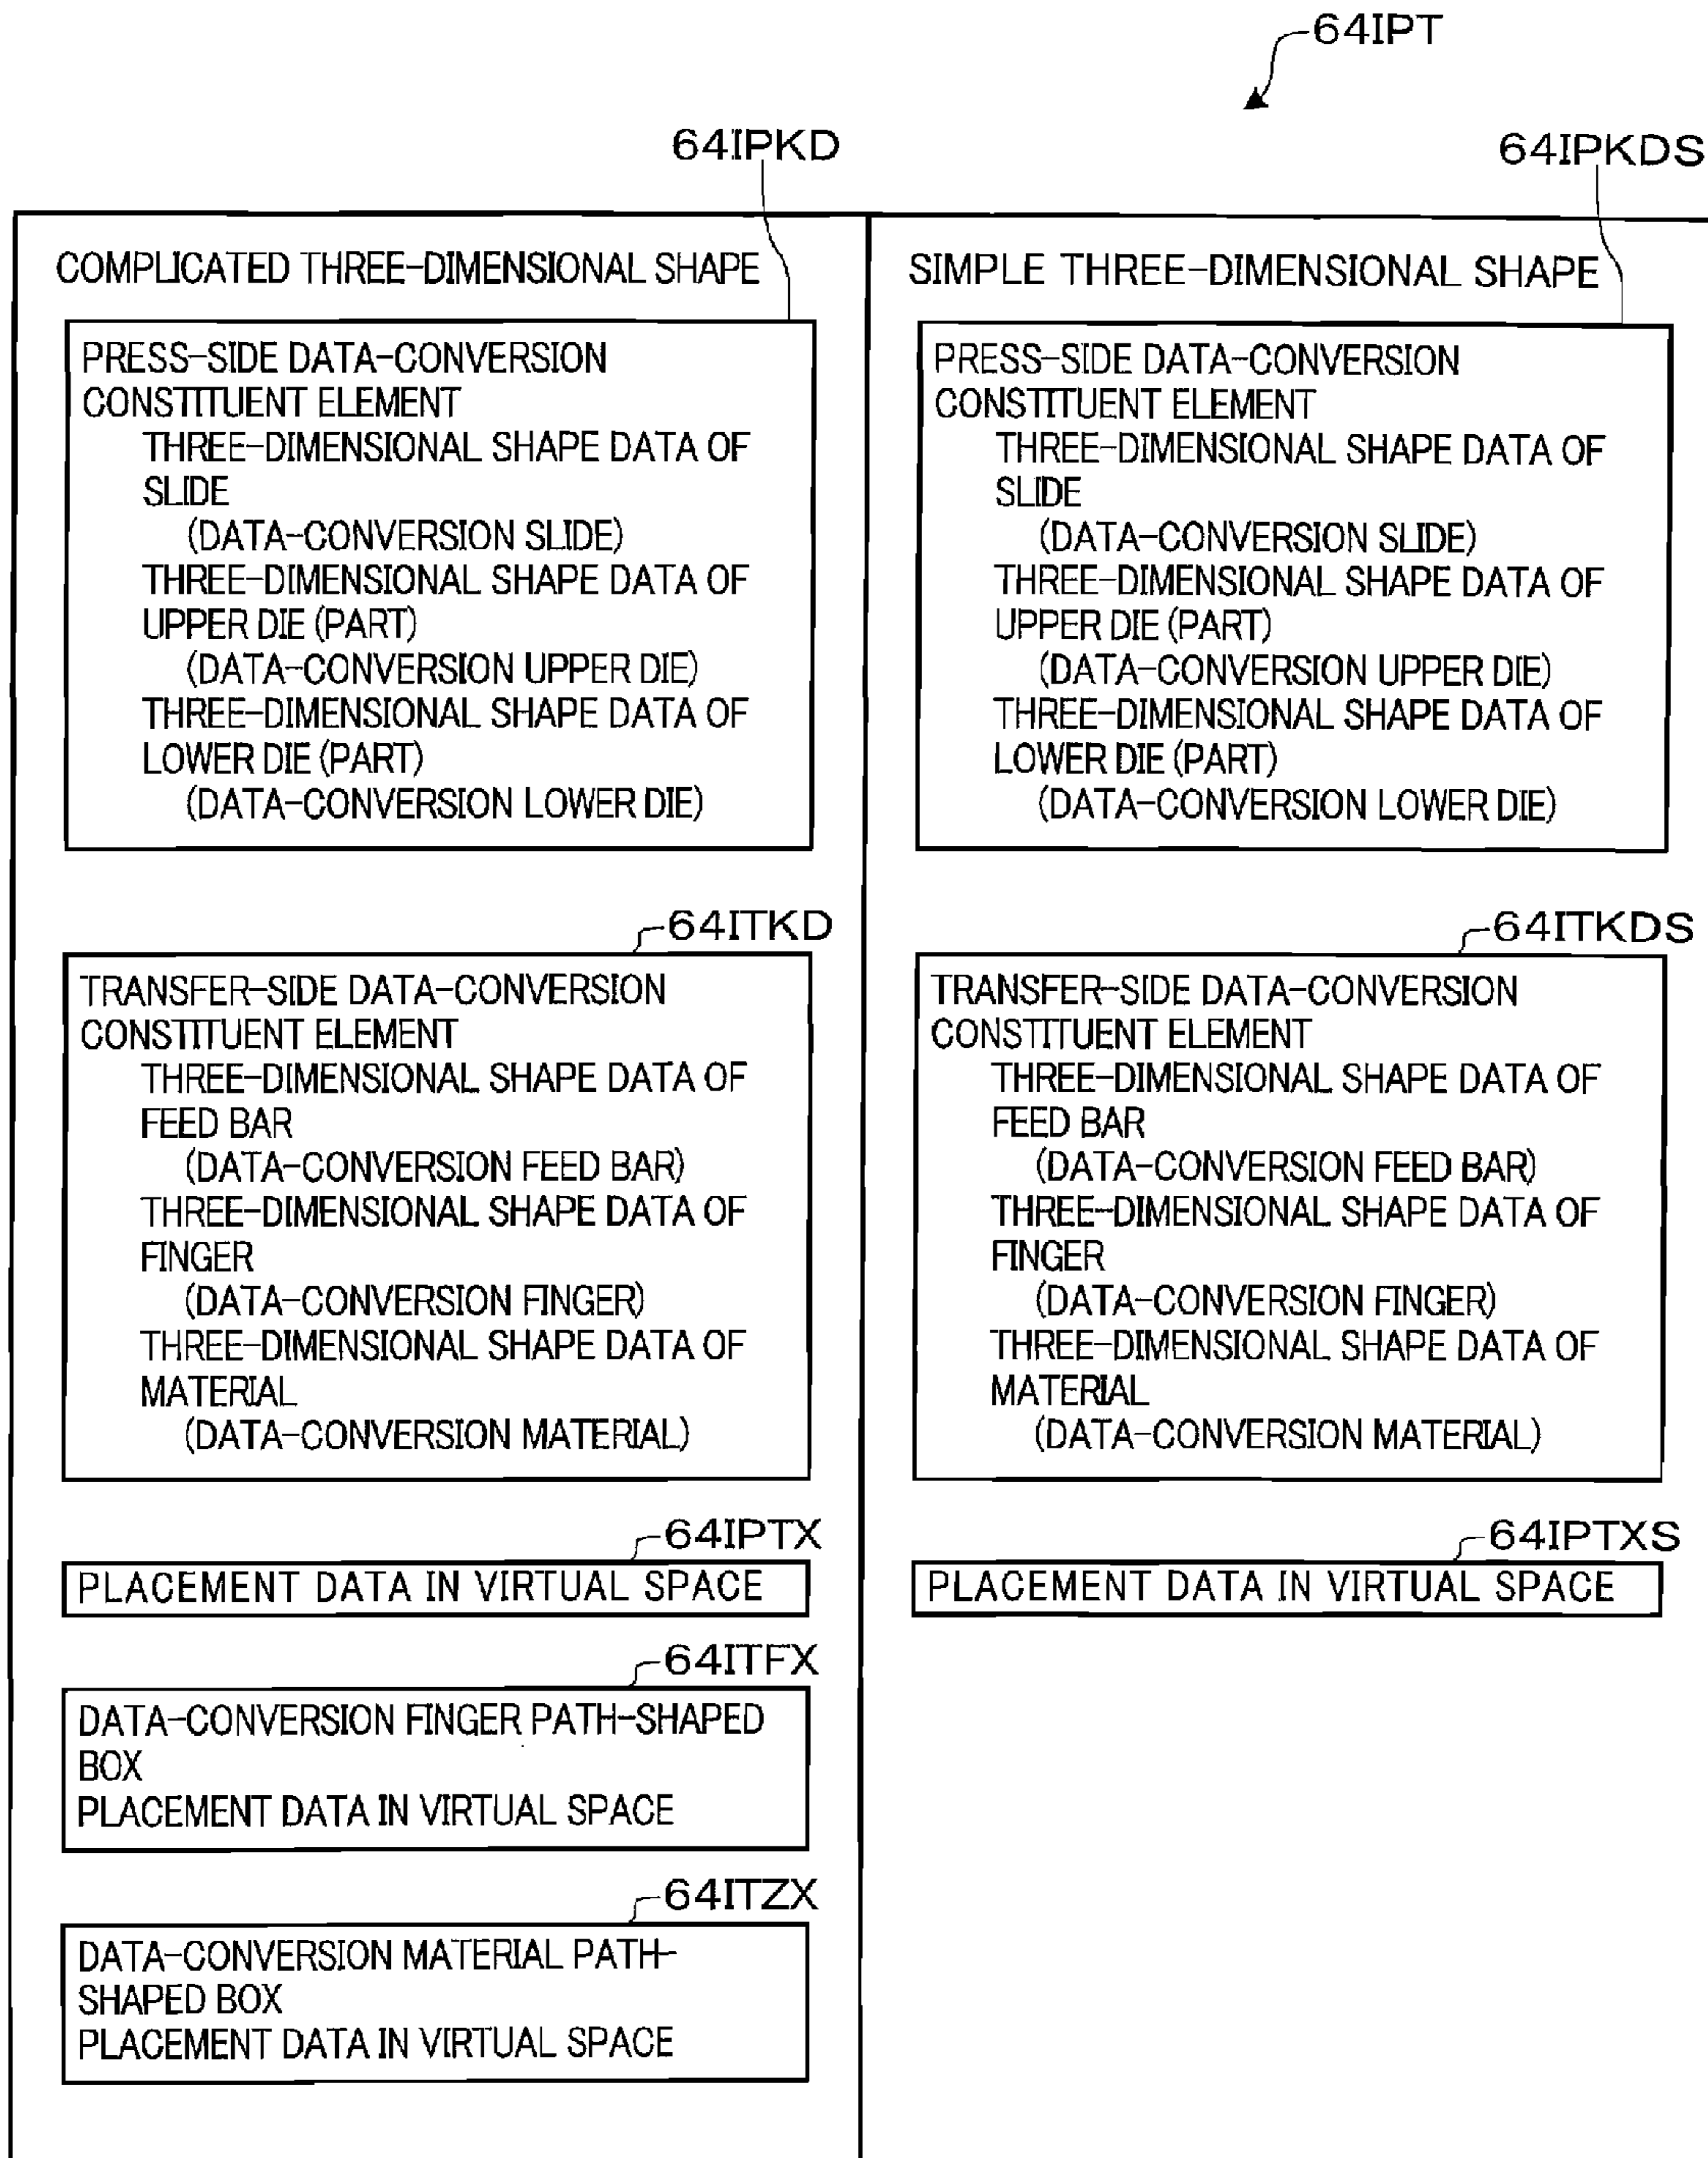 64IPT
64IPKD
COMPLICATED THREE-DIMENSIONAL SHAPE
PRESS-SIDE DATA-CONVERSION
CONSTITUENT ELEMENT
THREE-DIMENSIONAL SHAPE DATA OF
SLIDE
(DATA-CONVERSION SLIDE)
THREE-DIMENSIONAL SHAPE DATA OF
UPPER DIE (PART)
(DATA-CONVERSION UPPER DIE)
THREE-DIMENSIONAL SHAPE DATA OF
LOWER DIE (PART)
(DATA-CONVERSION LOWER DIE)
64ITKD
TRANSFER-SIDE DATA-CONVERSION
CONSTITUENT ELEMENT
THREE-DIMENSIONAL SHAPE DATA OF
FEED BAR
(DATA-CONVERSION FEED BAR)
THREE-DIMENSIONAL SHAPE DATA OF
FINGER
(DATA-CONVERSION FINGER)
THREE-DIMENSIONAL SHAPE DATA OF
MATERIAL
(DATA-CONVERSION MATERIAL)
64IPTX
PLACEMENT DATA IN VIRTUAL SPACE
64ITFX
DATA-CONVERSION FINGER PATH-SHAPED
BOX
PLACEMENT DATA IN VIRTUAL SPACE
64ITZX
DATA-CONVERSION MATERIAL PATH-
SHAPED BOX
PLACEMENT DATA IN VIRTUAL SPACE
64IPKDS
SIMPLE THREE-DIMENSIONAL SHAPE
PRESS-SIDE DATA-CONVERSION
CONSTITUENT ELEMENT
THREE-DIMENSIONAL SHAPE DATA OF
SLIDE
(DATA-CONVERSION SLIDE)
THREE-DIMENSIONAL SHAPE DATA OF
UPPER DIE (PART)
(DATA-CONVERSION UPPER DIE)
THREE-DIMENSIONAL SHAPE DATA OF
LOWER DIE (PART)
(DATA-CONVERSION LOWER DIE)
64ITKDS
TRANSFER-SIDE DATA-CONVERSION
CONSTITUENT ELEMENT
THREE-DIMENSIONAL SHAPE DATA OF
FEED BAR
(DATA-CONVERSION FEED BAR)
THREE-DIMENSIONAL SHAPE DATA OF
FINGER
(DATA-CONVERSION FINGER)
THREE-DIMENSIONAL SHAPE DATA OF
MATERIAL
(DATA-CONVERSION MATERIAL)
64IPTXS
PLACEMENT DATA IN VIRTUAL SPACE